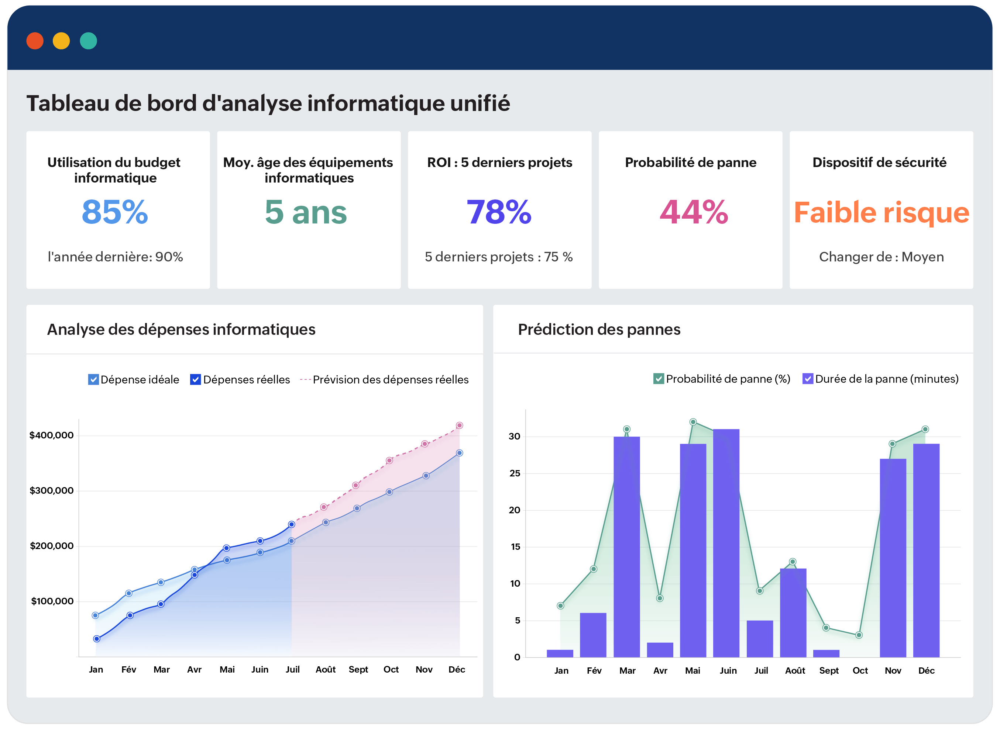 Tableau de bord d'analyse informatique unifié
Utilisation du budget
informatique
85%
l'année dernière: 90%
Moy. âge des équipements
informatiques
5 ans
ROI : 5 derniers projets
78%
5 derniers projets : 75 %
Probabilité de panne
44%
Dispositif de sécurité
Faible risque
Changer de : Moyen
Analyse des dépenses informatiques
Dépense idéale Dépenses réelles Prévision des dépenses réelles
$400,000
$300,000
$200,000
$100,000
Jan Fév Mar Avr Mai Juin Juil Août Sept Oct Nov Déc
Prédiction des pannes
Probabilité de panne (%) Durée de la panne (minutes)
30
25
20
15
10
5
0
Jan Fév Mar Avr Mai Juin Juil Août Sept Oct Nov Déc